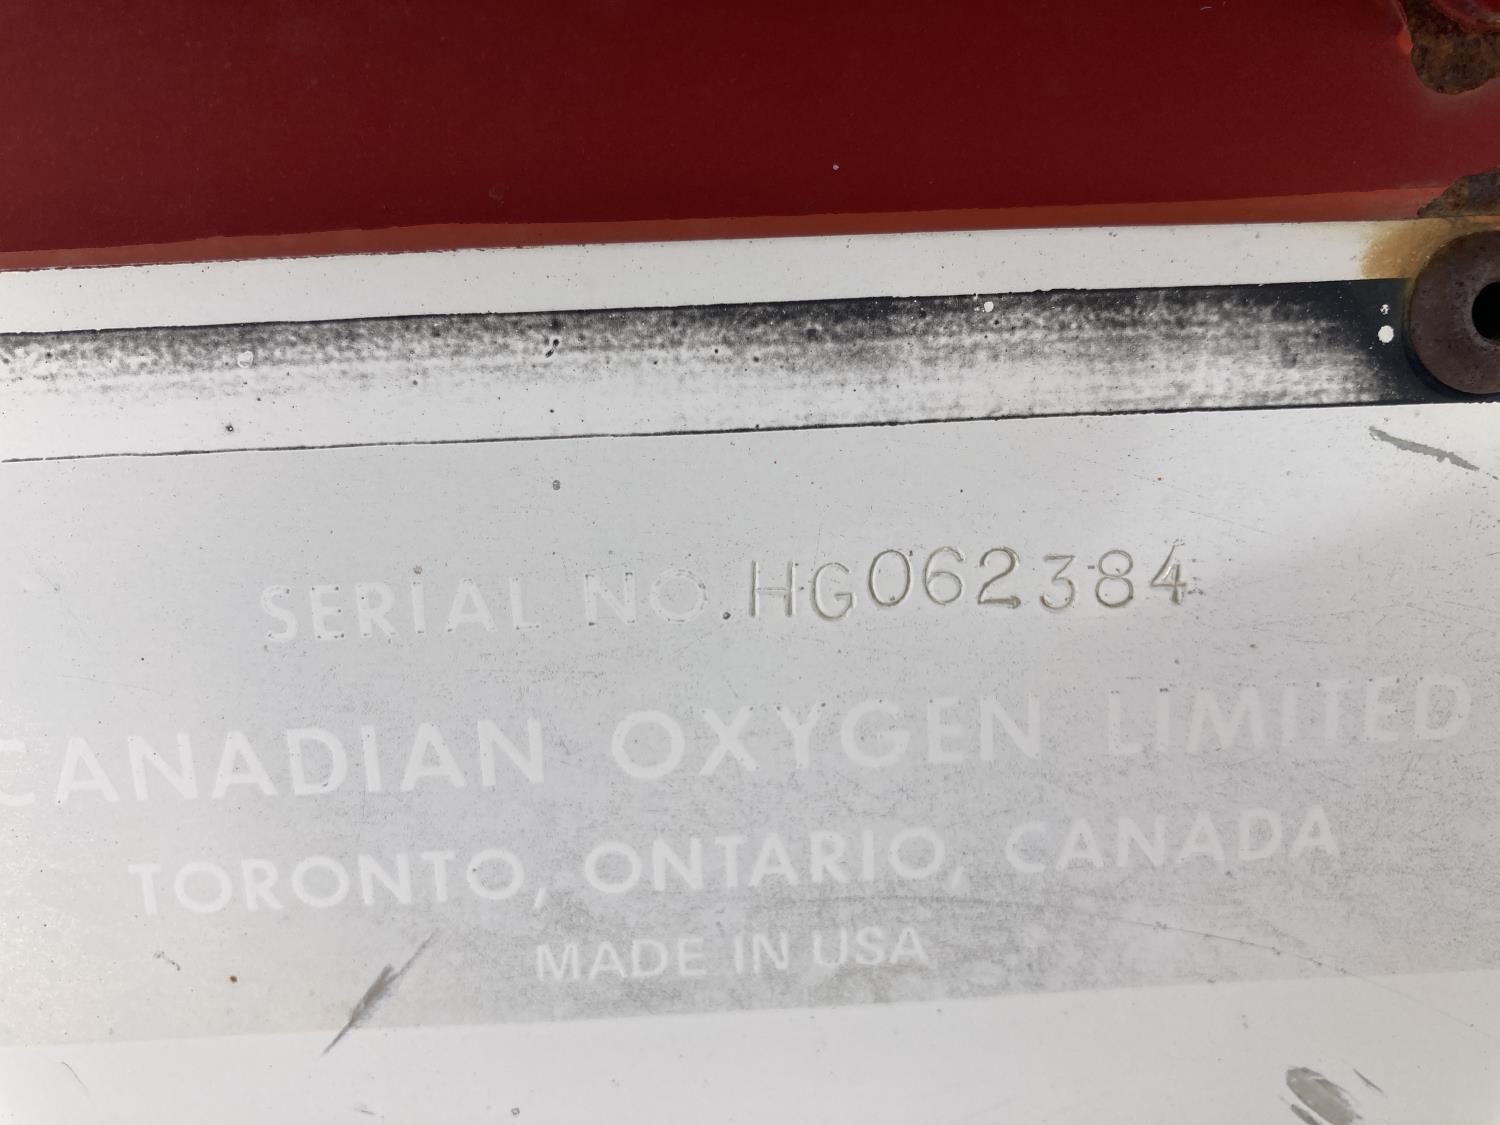 SERIAL NO. HG062384
CANADIAN OXYGEN LIMITED
TORONTO, ONTARIO, CANADA
MADE IN USA